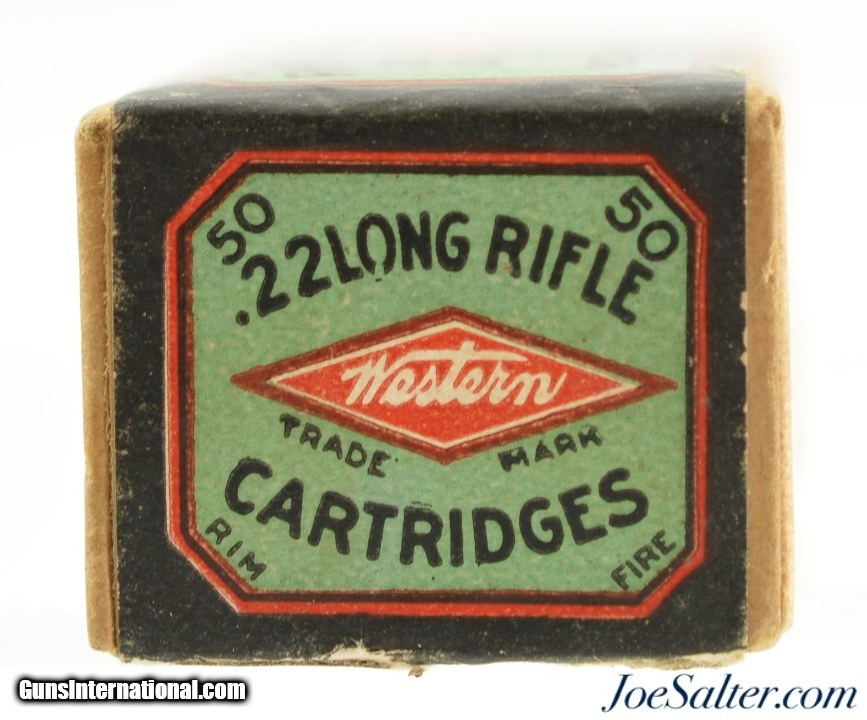 50 50
.22 LONG RIFLE
Western
TRADE MARK
CARTRIDGES
RIM FIRE
GunsInternational.com
JoeSalter.com